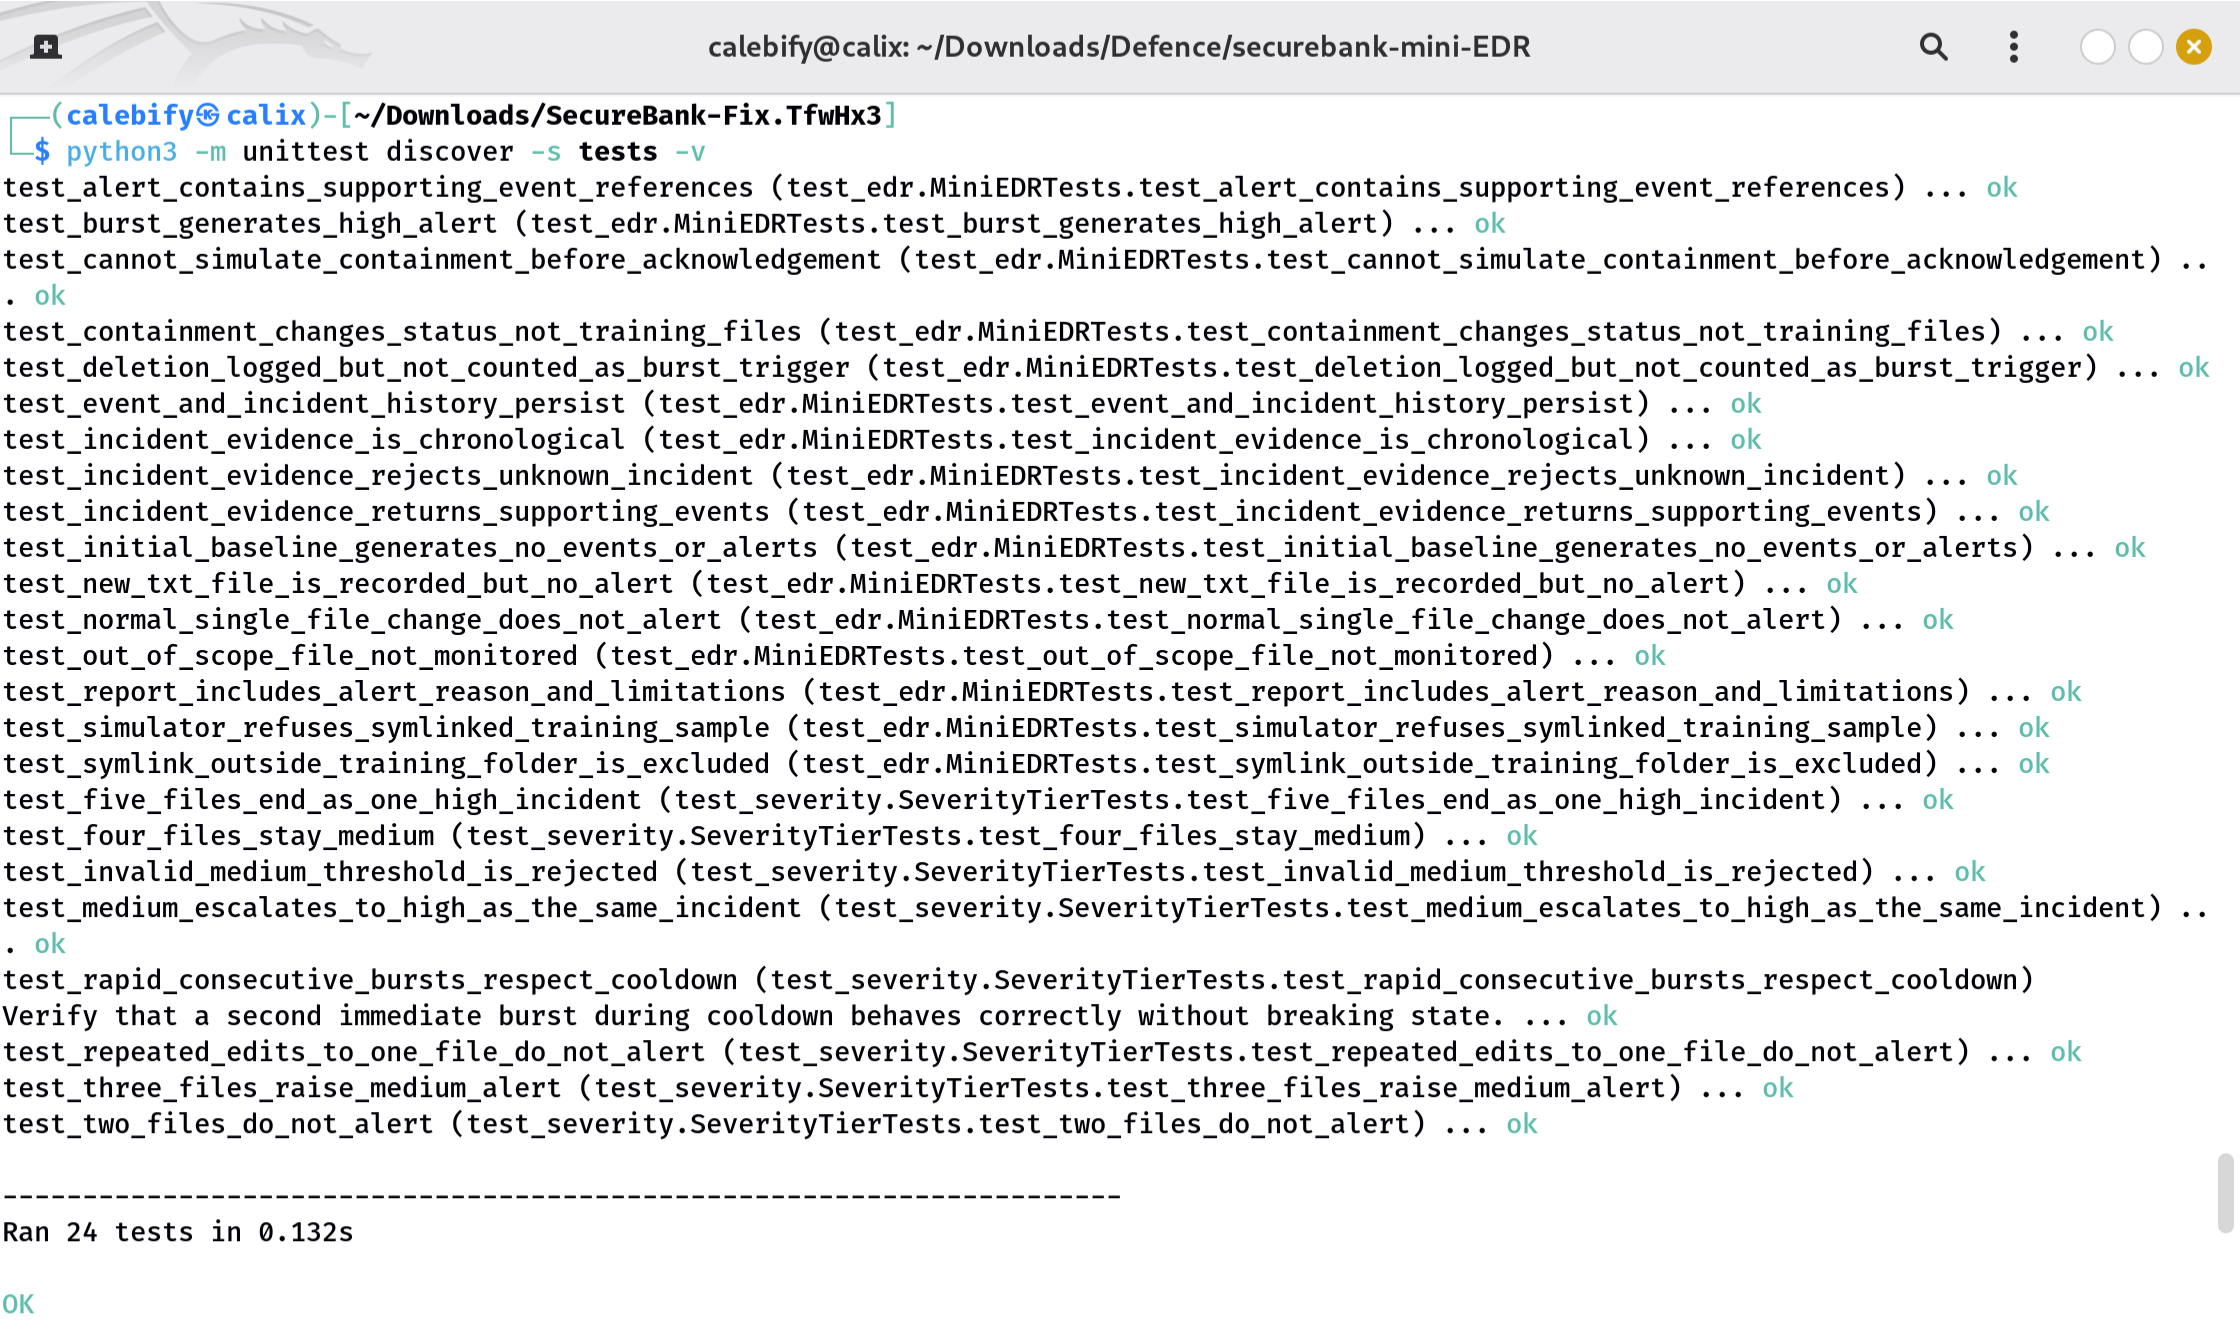 calebify@calix: ~/Downloads/Defence/securebank-mini-EDR
┌──(calebify㉿calix)-[~/Downloads/SecureBank-Fix.TfwHx3]
└─$ python3 -m unittest discover -s tests -v
test_alert_contains_supporting_event_references (test_edr.MiniEDRTests.test_alert_contains_supporting_event_references) ... ok
test_burst_generates_high_alert (test_edr.MiniEDRTests.test_burst_generates_high_alert) ... ok
test_cannot_simulate_containment_before_acknowledgement (test_edr.MiniEDRTests.test_cannot_simulate_containment_before_acknowledgement) ..
. ok
test_containment_changes_status_not_training_files (test_edr.MiniEDRTests.test_containment_changes_status_not_training_files) ... ok
test_deletion_logged_but_not_counted_as_burst_trigger (test_edr.MiniEDRTests.test_deletion_logged_but_not_counted_as_burst_trigger) ... ok
test_event_and_incident_history_persist (test_edr.MiniEDRTests.test_event_and_incident_history_persist) ... ok
test_incident_evidence_is_chronological (test_edr.MiniEDRTests.test_incident_evidence_is_chronological) ... ok
test_incident_evidence_rejects_unknown_incident (test_edr.MiniEDRTests.test_incident_evidence_rejects_unknown_incident) ... ok
test_incident_evidence_returns_supporting_events (test_edr.MiniEDRTests.test_incident_evidence_returns_supporting_events) ... ok
test_initial_baseline_generates_no_events_or_alerts (test_edr.MiniEDRTests.test_initial_baseline_generates_no_events_or_alerts) ... ok
test_new_txt_file_is_recorded_but_no_alert (test_edr.MiniEDRTests.test_new_txt_file_is_recorded_but_no_alert) ... ok
test_normal_single_file_change_does_not_alert (test_edr.MiniEDRTests.test_normal_single_file_change_does_not_alert) ... ok
test_out_of_scope_file_not_monitored (test_edr.MiniEDRTests.test_out_of_scope_file_not_monitored) ... ok
test_report_includes_alert_reason_and_limitations (test_edr.MiniEDRTests.test_report_includes_alert_reason_and_limitations) ... ok
test_simulator_refuses_symlinked_training_sample (test_edr.MiniEDRTests.test_simulator_refuses_symlinked_training_sample) ... ok
test_symlink_outside_training_folder_is_excluded (test_edr.MiniEDRTests.test_symlink_outside_training_folder_is_excluded) ... ok
test_five_files_end_as_one_high_incident (test_severity.SeverityTierTests.test_five_files_end_as_one_high_incident) ... ok
test_four_files_stay_medium (test_severity.SeverityTierTests.test_four_files_stay_medium) ... ok
test_invalid_medium_threshold_is_rejected (test_severity.SeverityTierTests.test_invalid_medium_threshold_is_rejected) ... ok
test_medium_escalates_to_high_as_the_same_incident (test_severity.SeverityTierTests.test_medium_escalates_to_high_as_the_same_incident) ..
. ok
test_rapid_consecutive_bursts_respect_cooldown (test_severity.SeverityTierTests.test_rapid_consecutive_bursts_respect_cooldown)
Verify that a second immediate burst during cooldown behaves correctly without breaking state. ... ok
test_repeated_edits_to_one_file_do_not_alert (test_severity.SeverityTierTests.test_repeated_edits_to_one_file_do_not_alert) ... ok
test_three_files_raise_medium_alert (test_severity.SeverityTierTests.test_three_files_raise_medium_alert) ... ok
test_two_files_do_not_alert (test_severity.SeverityTierTests.test_two_files_do_not_alert) ... ok
----------------------------------------------------------------------
Ran 24 tests in 0.132s
OK